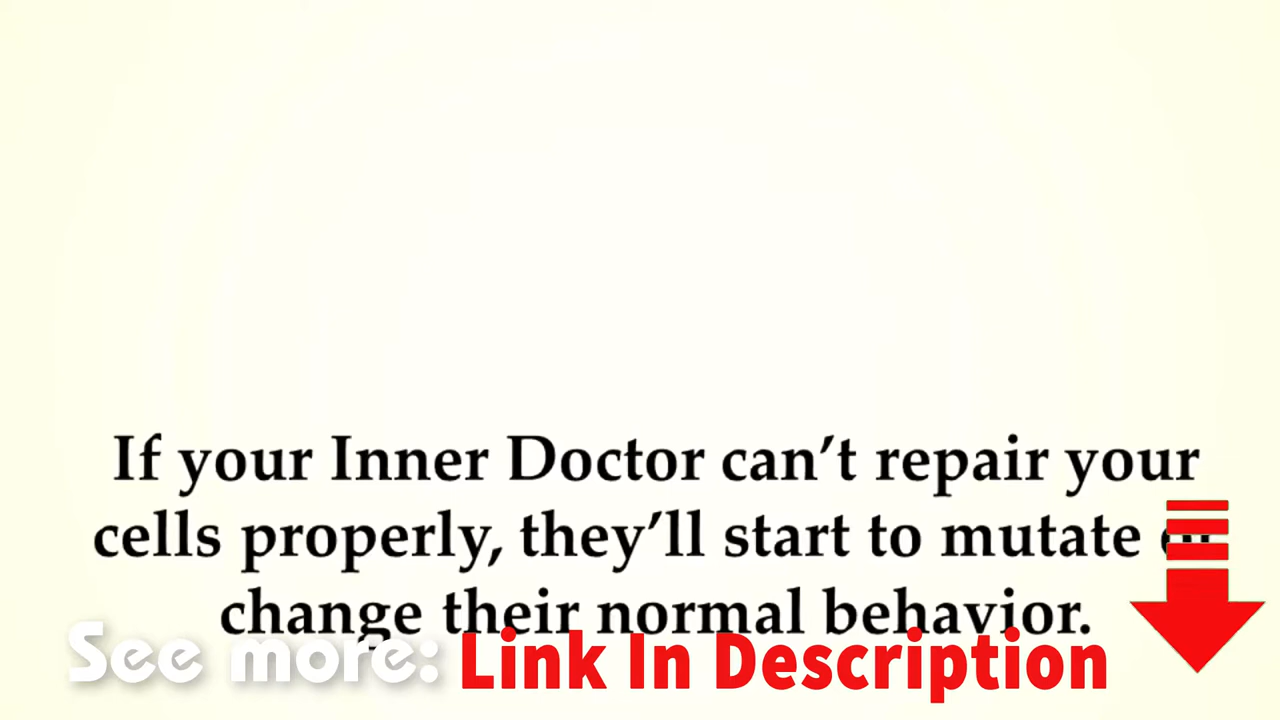 If your Inner Doctor can’t repair your
cells properly, they’ll start to mutate
change their normal behavior.
See more: Link In Description